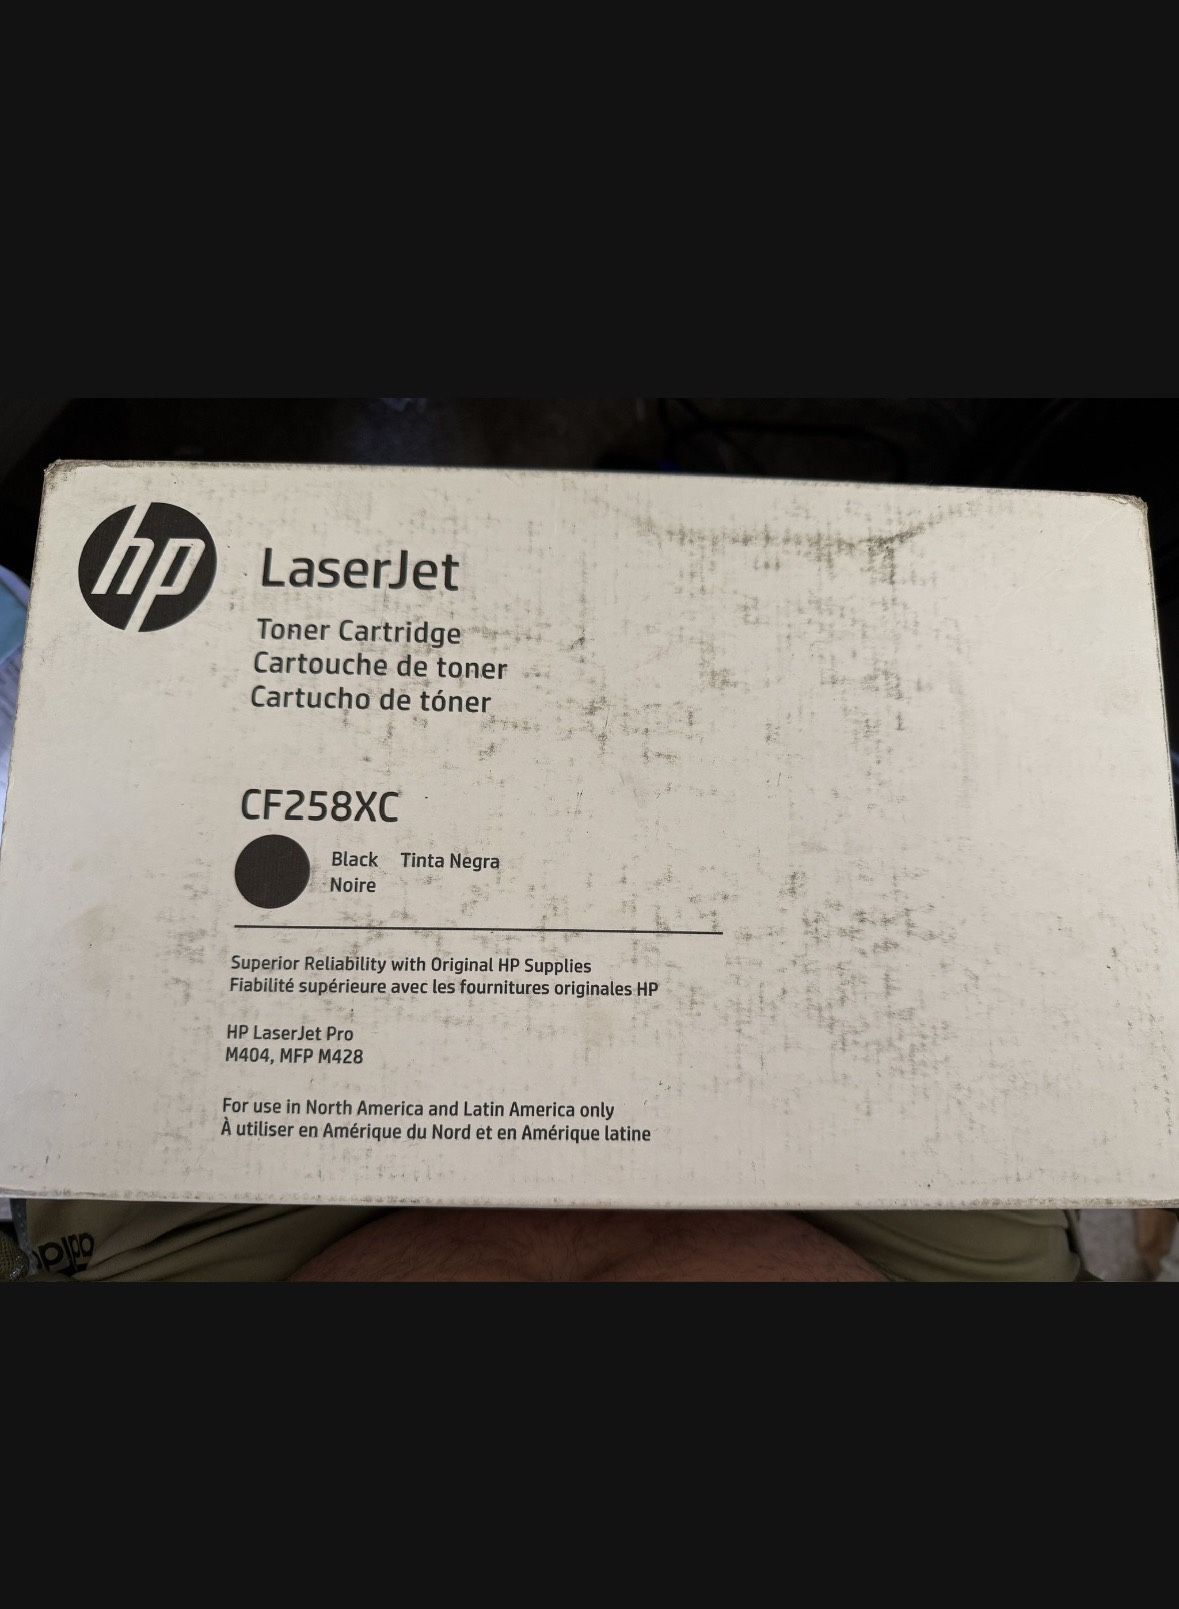 hp
LaserJet
Toner Cartridge
Cartouche de toner
Cartucho de tóner
CF258XC
Black Tinta Negra
Noire
Superior Reliability with Original HP Supplies
Fiabilité supérieure avec les fournitures originales HP
HP LaserJet Pro
M404, MFP M428
For use in North America and Latin America only
À utiliser en Amérique du Nord et en Amérique latine